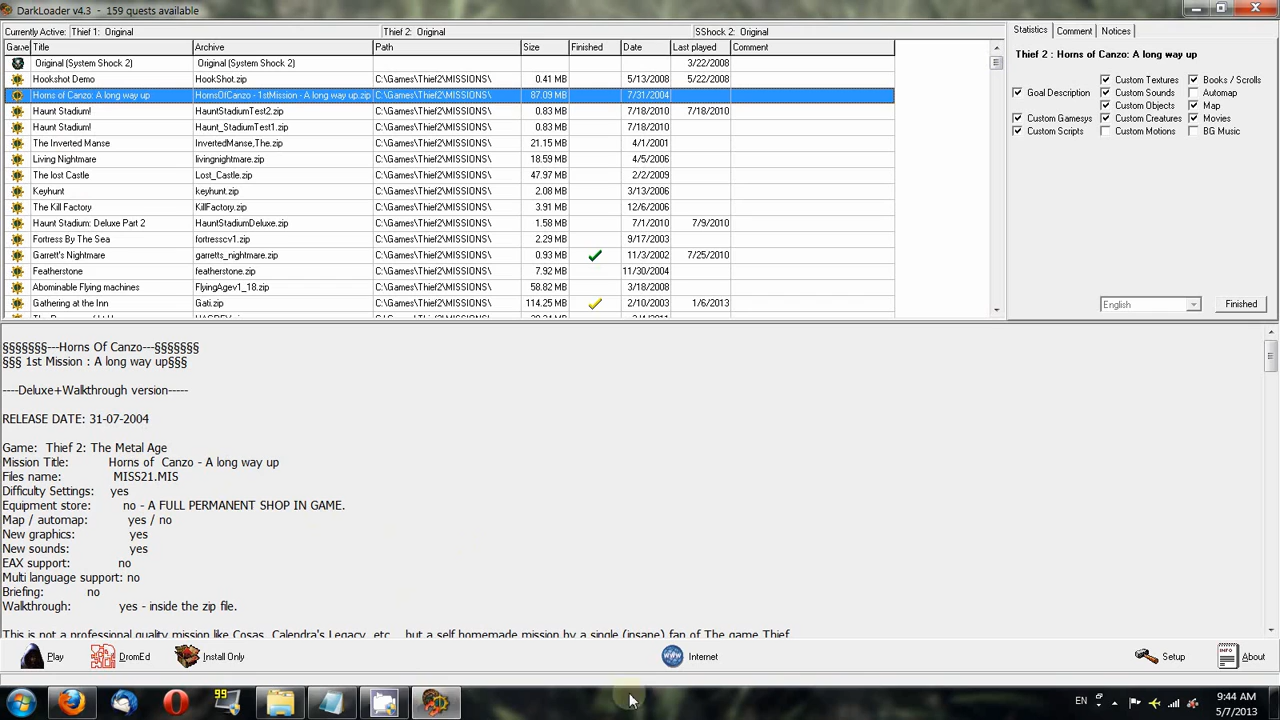 DarkLoader v4.3 - 159 quests available
Currently Active: Thief 1: Original Thief 2: Original SShock 2: Original
Game Title Archive Path Size Finished Date Last played Comment
Original (System Shock 2) Original (System Shock 2) 3/22/2008
Hookshot Demo HookShot.zip C:\Games\Thief2\MISSIONS\ 0.41 MB 5/13/2008 5/22/2008
Horns of Canzo: A long way up HornsOfCanzo - 1stMission - A long way up.zip C:\Games\Thief2\MISSIONS\ 87.09 MB 7/31/2004
Haunt Stadium! HauntStadiumTest2.zip C:\Games\Thief2\MISSIONS\ 0.83 MB 7/18/2010 7/18/2010
Haunt Stadium! Haunt_StadiumTest1.zip C:\Games\Thief2\MISSIONS\ 0.83 MB 7/18/2010
The Inverted Manse InvertedManse,The.zip C:\Games\Thief2\MISSIONS\ 21.15 MB 4/1/2001
Living Nightmare livingnightmare.zip C:\Games\Thief2\MISSIONS\ 18.59 MB 4/5/2006
The lost Castle Lost_Castle.zip C:\Games\Thief2\MISSIONS\ 47.97 MB 2/2/2009
Keyhunt keyhunt.zip C:\Games\Thief2\MISSIONS\ 2.08 MB 3/13/2006
The Kill Factory KillFactory.zip C:\Games\Thief2\MISSIONS\ 3.91 MB 12/6/2006
Haunt Stadium: Deluxe Part 2 HauntStadiumDeluxe.zip C:\Games\Thief2\MISSIONS\ 1.58 MB 7/1/2010 7/9/2010
Fortress By The Sea fortresscv1.zip C:\Games\Thief2\MISSIONS\ 2.29 MB 9/17/2003
Garrett's Nightmare garretts_nightmare.zip C:\Games\Thief2\MISSIONS\ 0.93 MB 11/3/2002 7/25/2010
Featherstone featherstone.zip C:\Games\Thief2\MISSIONS\ 7.92 MB 11/30/2004
Abominable Flying machines FlyingAgev1_18.zip C:\Games\Thief2\MISSIONS\ 58.82 MB 3/18/2008
Gathering at the Inn Gati.zip C:\Games\Thief2\MISSIONS\ 114.25 MB 2/10/2003 1/6/2013
Statistics Comment Notices
Thief 2 : Horns of Canzo: A long way up
Custom Textures Books / Scrolls
Goal Description Custom Sounds Automap
Custom Objects Map
Custom Gamesys Custom Creatures Movies
Custom Scripts Custom Motions BG Music
English Finished
§§§§§§§---Horns Of Canzo---§§§§§§§
§§§ 1st Mission : A long way up§§§
----Deluxe+Walkthrough version-----
RELEASE DATE: 31-07-2004
Game: Thief 2: The Metal Age
Mission Title: Horns of Canzo - A long way up
Files name: MISS21.MIS
Difficulty Settings: yes
Equipment store: no - A FULL PERMANENT SHOP IN GAME.
Map / automap: yes / no
New graphics: yes
New sounds: yes
EAX support: no
Multi language support: no
Briefing: no
Walkthrough: yes - inside the zip file.
This is not a professional quality mission like Cosas, Calendra's Legacy, etc... but a self homemade mission by a single (insane) fan of The game Thief
Play DromEd Install Only Internet Setup About
99
EN 9:44 AM
5/7/2013